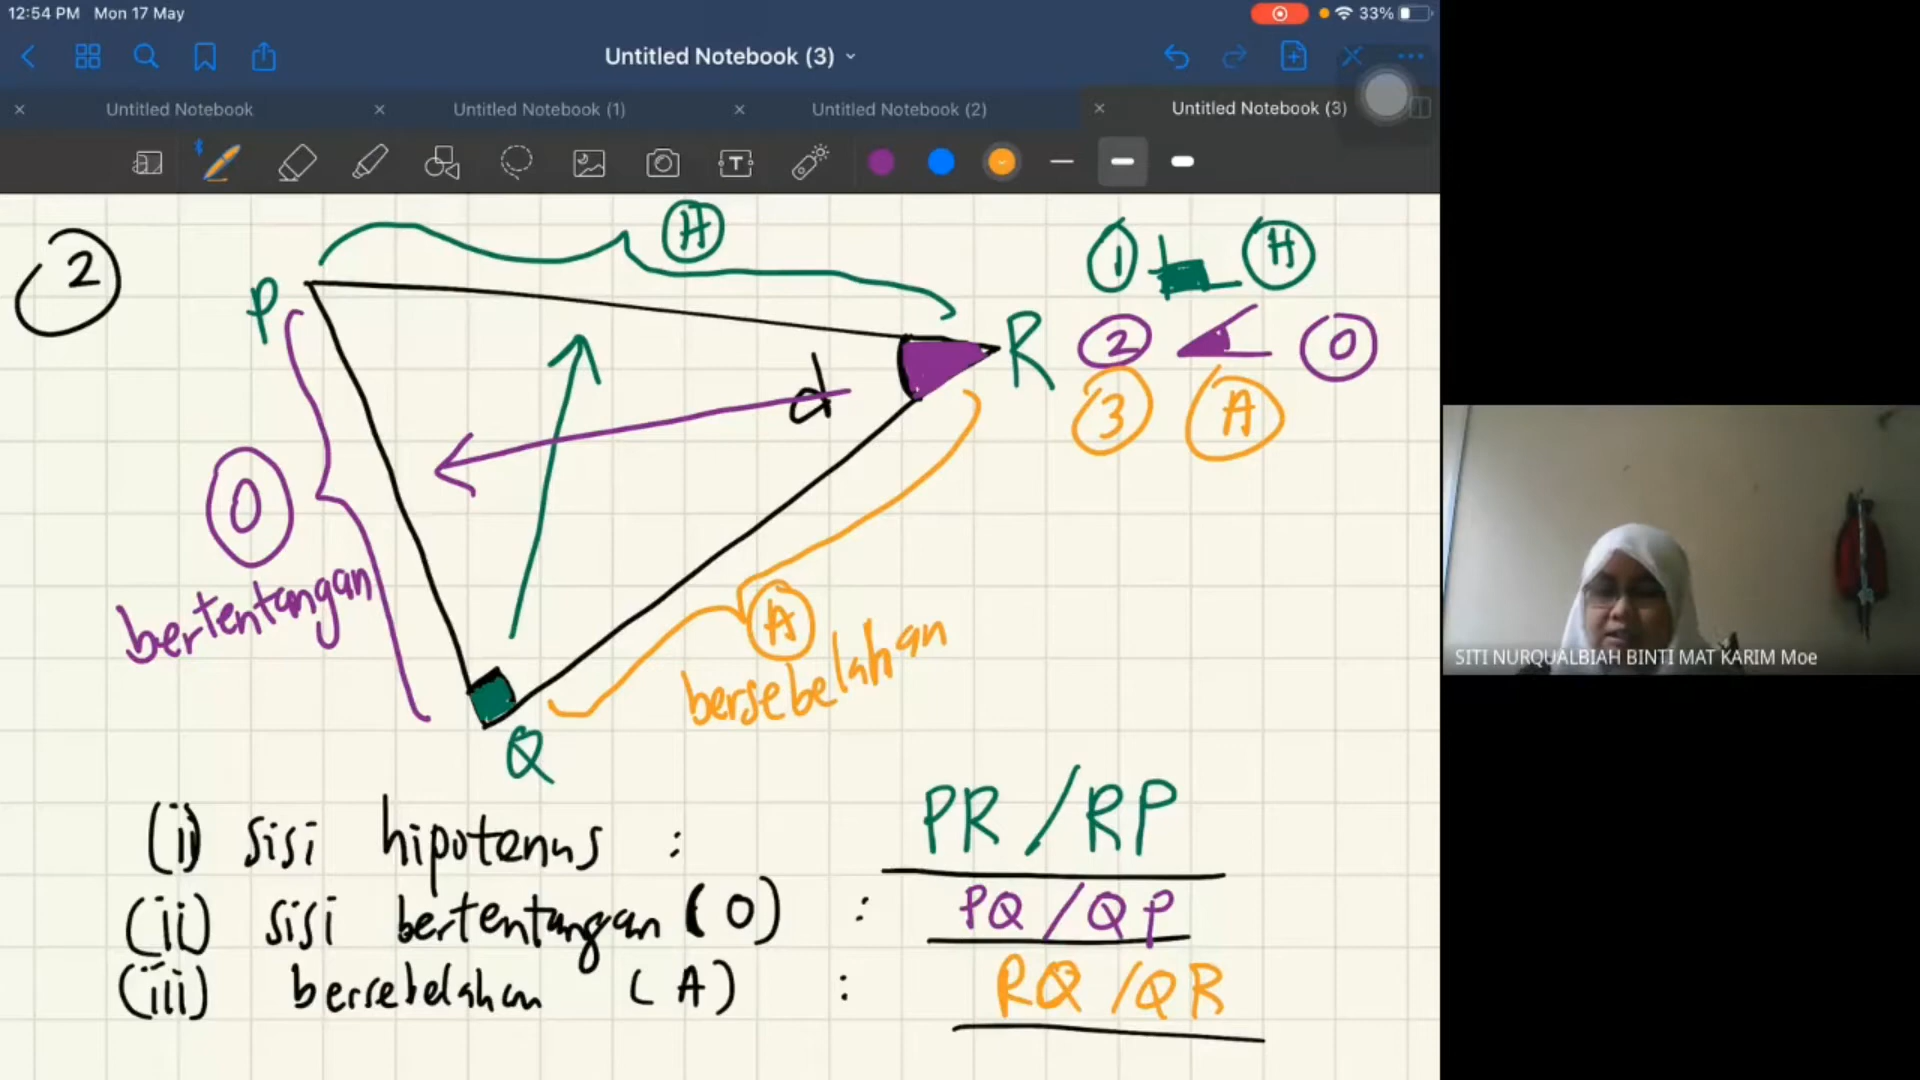 12:54 PM Mon 17 May
33%
Untitled Notebook (3)
Untitled Notebook
Untitled Notebook (1)
Untitled Notebook (2)
Untitled Notebook (3)
2
H
P
R
d
O
bertentangan
A
bersebelahan
Q
1 H
2 O
3 A
(i) sisi hipotenus : PR / RP
(ii) sisi bertentangan (O) : PQ / QP
(iii) bersebelahan (A) : RQ / QR
SITI NURQUALBIAH BINTI MAT KARIM Moe